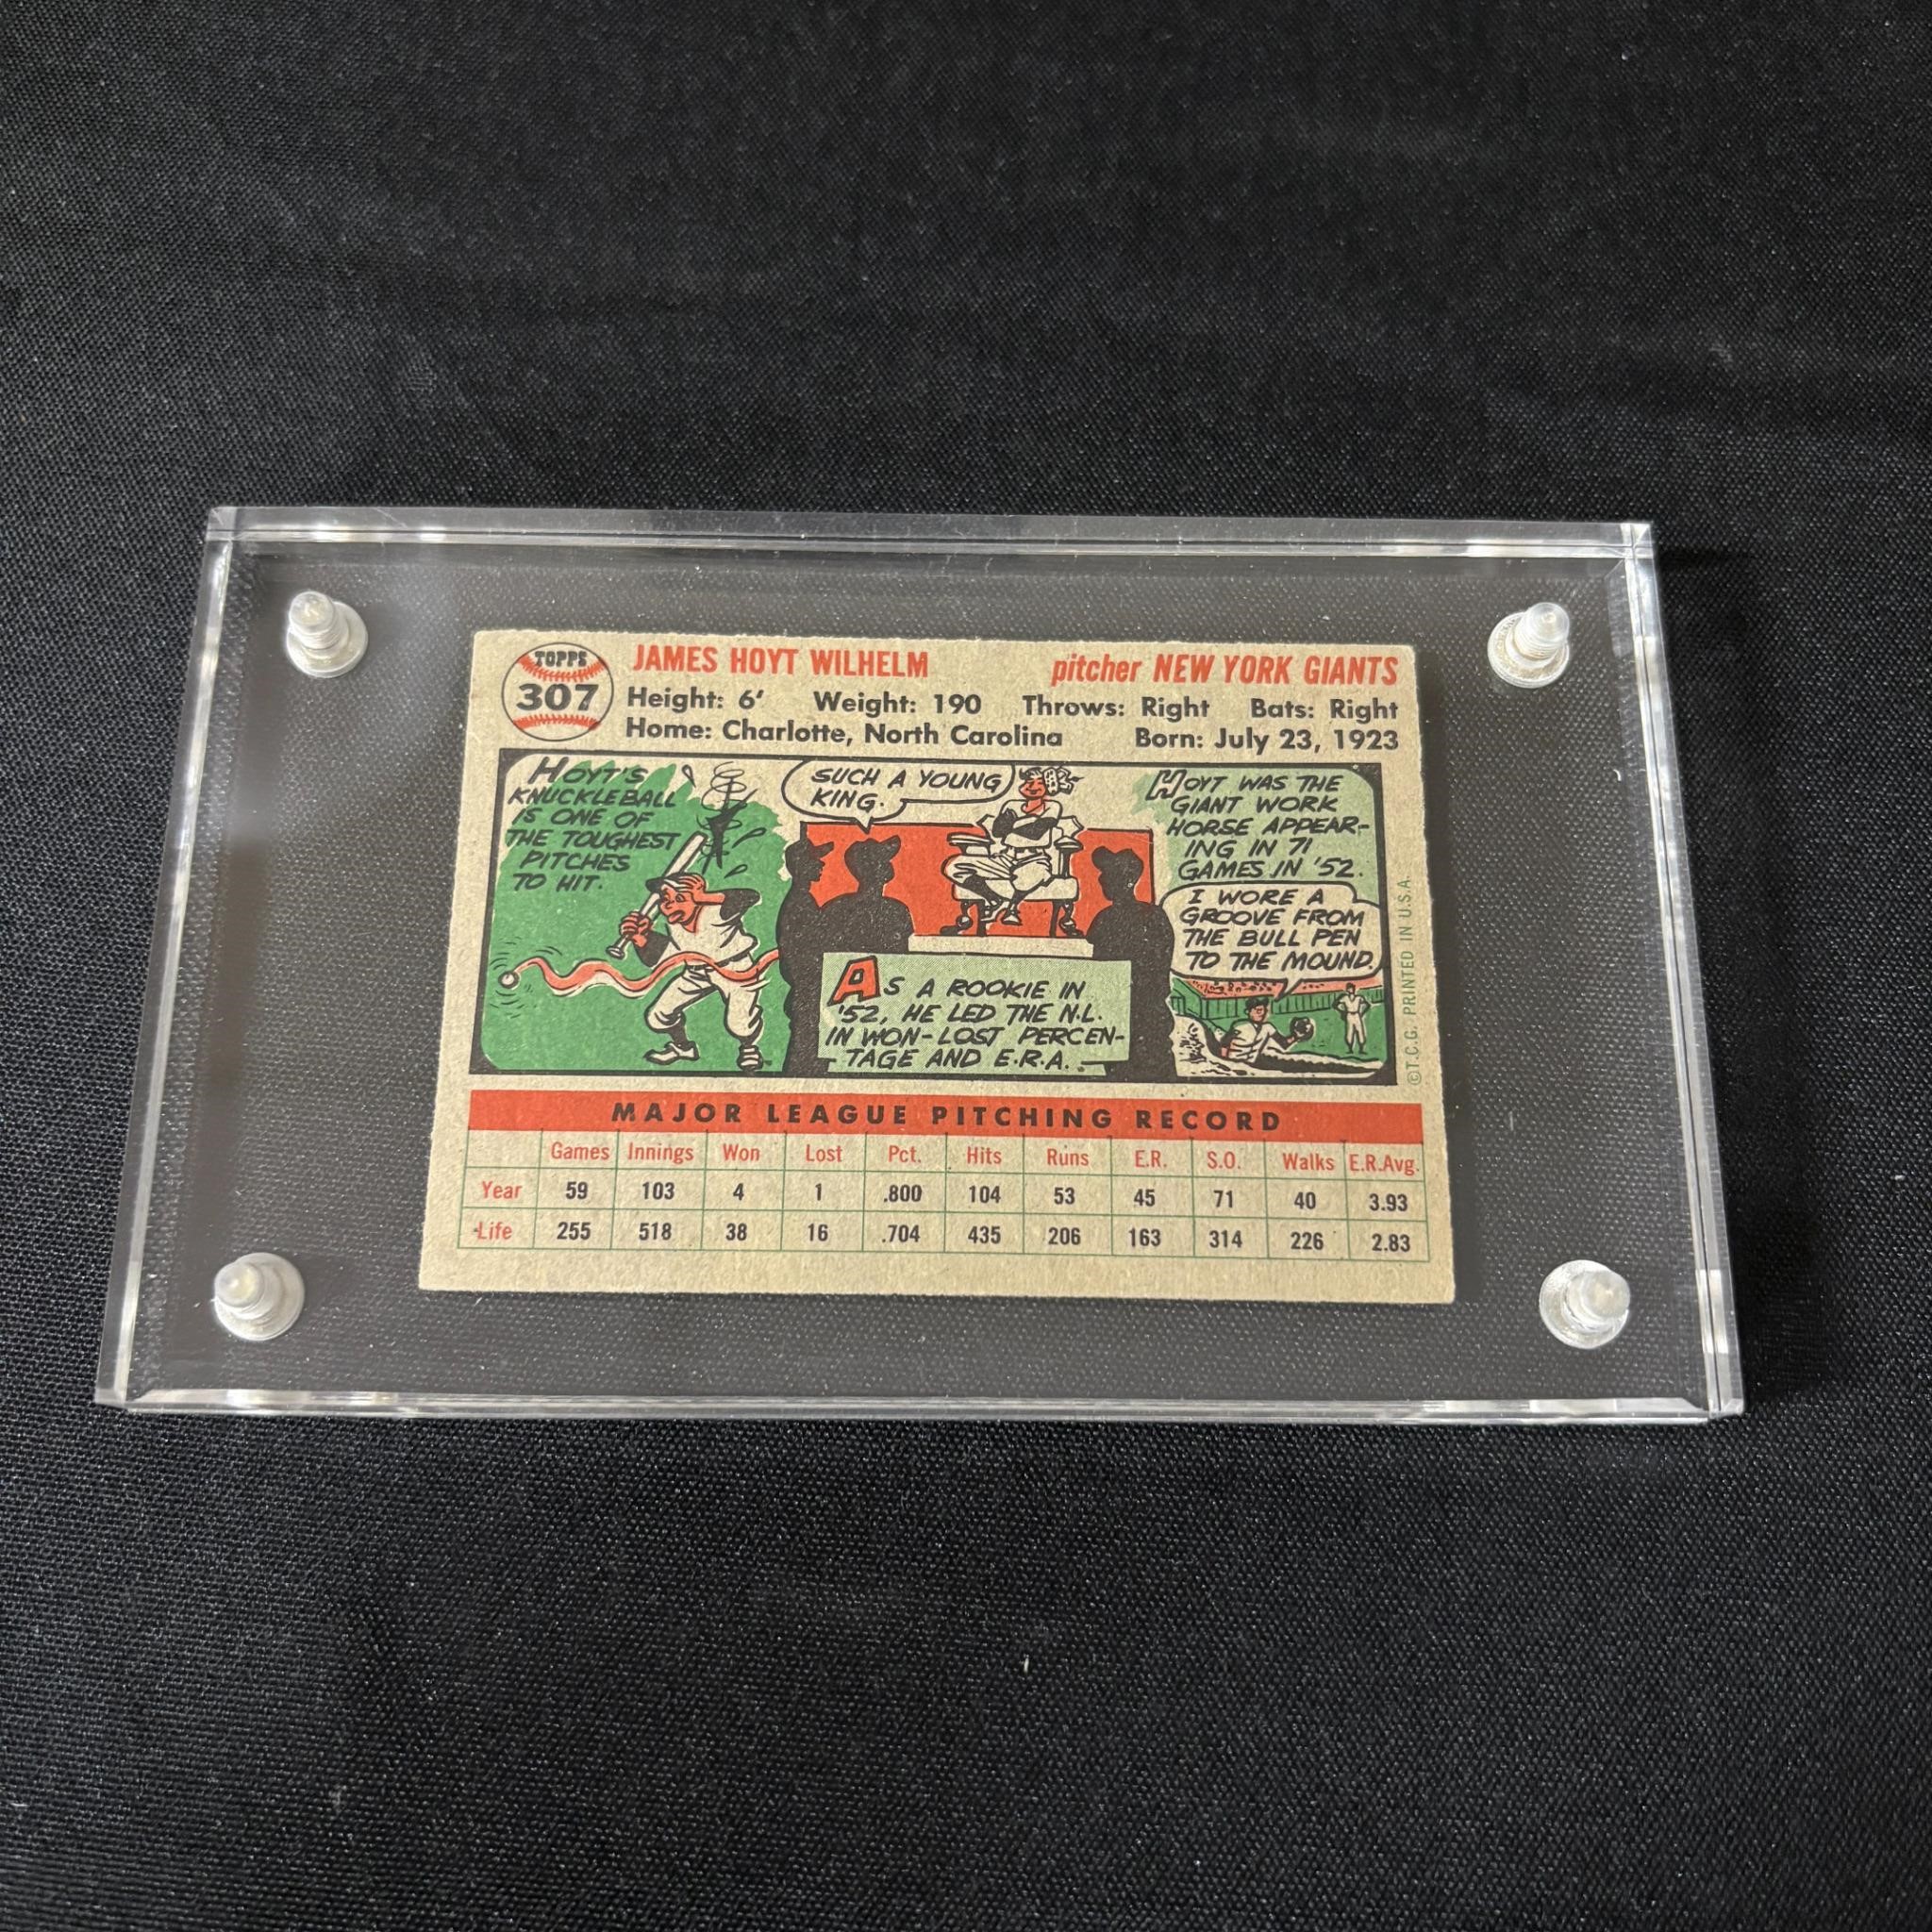 TOPPS
307
JAMES HOYT WILHELM
pitcher NEW YORK GIANTS
Height: 6' Weight: 190 Throws: Right Bats: Right
Home: Charlotte, North Carolina Born: July 23, 1923
HOYT'S
KNUCKLEBALL
IS ONE OF
THE TOUGHEST
PITCHES
TO HIT.
SUCH A YOUNG
KING.
AS A ROOKIE IN
'52, HE LED THE N.L.
IN WON-LOST PERCEN-
TAGE AND E.R.A.
HOYT WAS THE
GIANT WORK
HORSE APPEAR-
ING IN 71
GAMES IN '52.
I WORE A
GROOVE FROM
THE BULL PEN
TO THE MOUND.
©T.C.G. PRINTED IN U.S.A.
MAJOR LEAGUE PITCHING RECORD
Games Innings Won Lost Pct. Hits Runs E.R. S.O. Walks E.R.Avg.
Year 59 103 4 1 .800 104 53 45 71 40 3.93
Life 255 518 38 16 .704 435 206 163 314 226 2.83